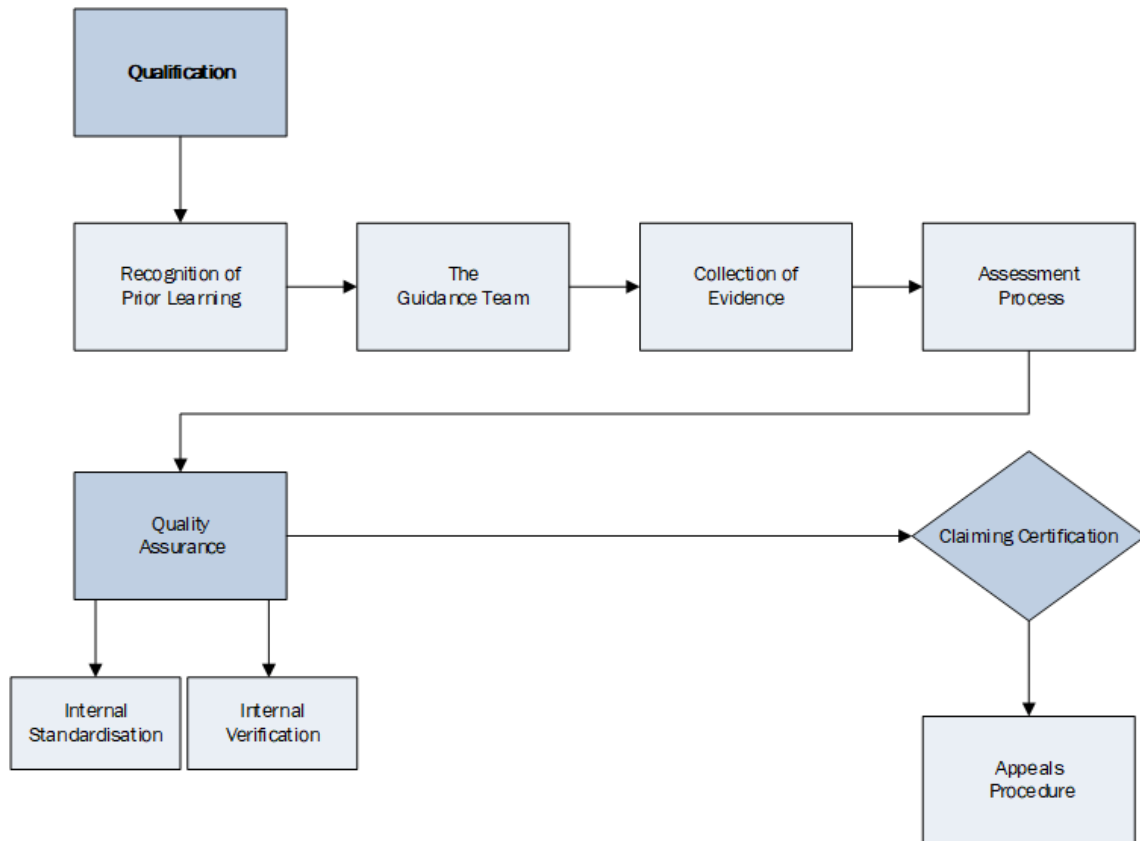 Qualification
Recognition of
Prior Learning
The
Guidance Team
Collection of
Evidence
Assessment
Process
Quality
Assurance
Claiming Certification
Internal
Standardisation
Internal
Verification
Appeals
Procedure